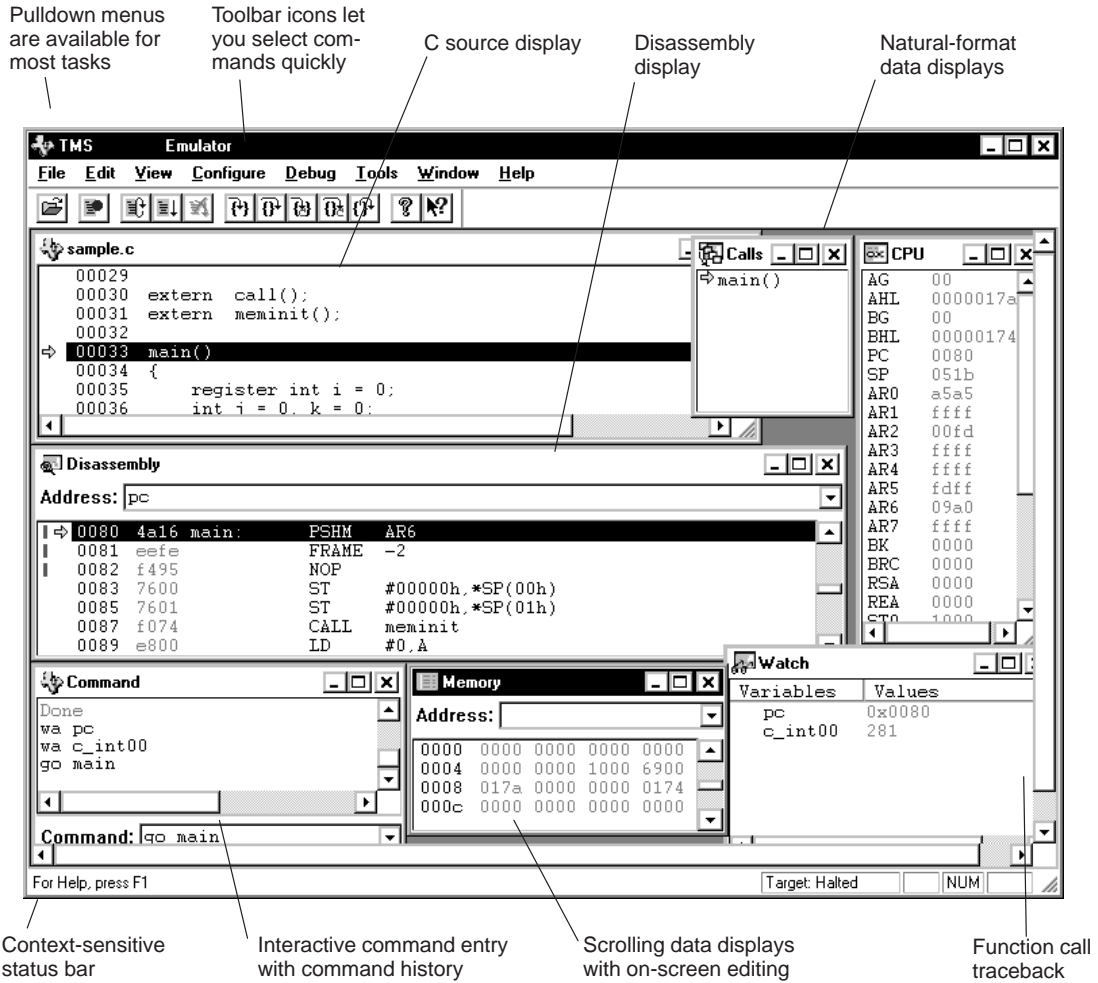 Pulldown menus
are available for
most tasks
Toolbar icons let
you select com-
mands quickly
C source display
Disassembly
display
Natural-format
data displays
TMS Emulator
File Edit View Configure Debug Tools Window Help
sample.c
00029
00030 extern call();
00031 extern meminit();
00032
00033 main()
00034 {
00035 register int i = 0;
00036 int j = 0, k = 0;
Calls
main()
CPU
AG 00
AHL 0000017a
BG 00
BHL 00000174
PC 0080
SP 051b
AR0 a5a5
AR1 ffff
AR2 00fd
AR3 ffff
AR4 ffff
AR5 fdff
AR6 09a0
AR7 ffff
BK 0000
BRC 0000
RSA 0000
REA 0000
ST0 1000
Disassembly
Address: pc
0080 4a16 main: PSHM AR6
0081 eefe FRAME -2
0082 f495 NOP
0083 7600 ST #00000h,*SP(00h)
0085 7601 ST #00000h,*SP(01h)
0087 f074 CALL meminit
0089 e800 LD #0,A
Command
Done
wa pc
wa c_int00
go main
Command: go main
Memory
Address:
0000 0000 0000 0000 0000
0004 0000 0000 1000 6900
0008 017a 0000 0000 0174
000c 0000 0000 0000 0000
Watch
Variables Values
pc 0x0080
c_int00 281
For Help, press F1
Target: Halted
NUM
Context-sensitive
status bar
Interactive command entry
with command history
Scrolling data displays
with on-screen editing
Function call
traceback